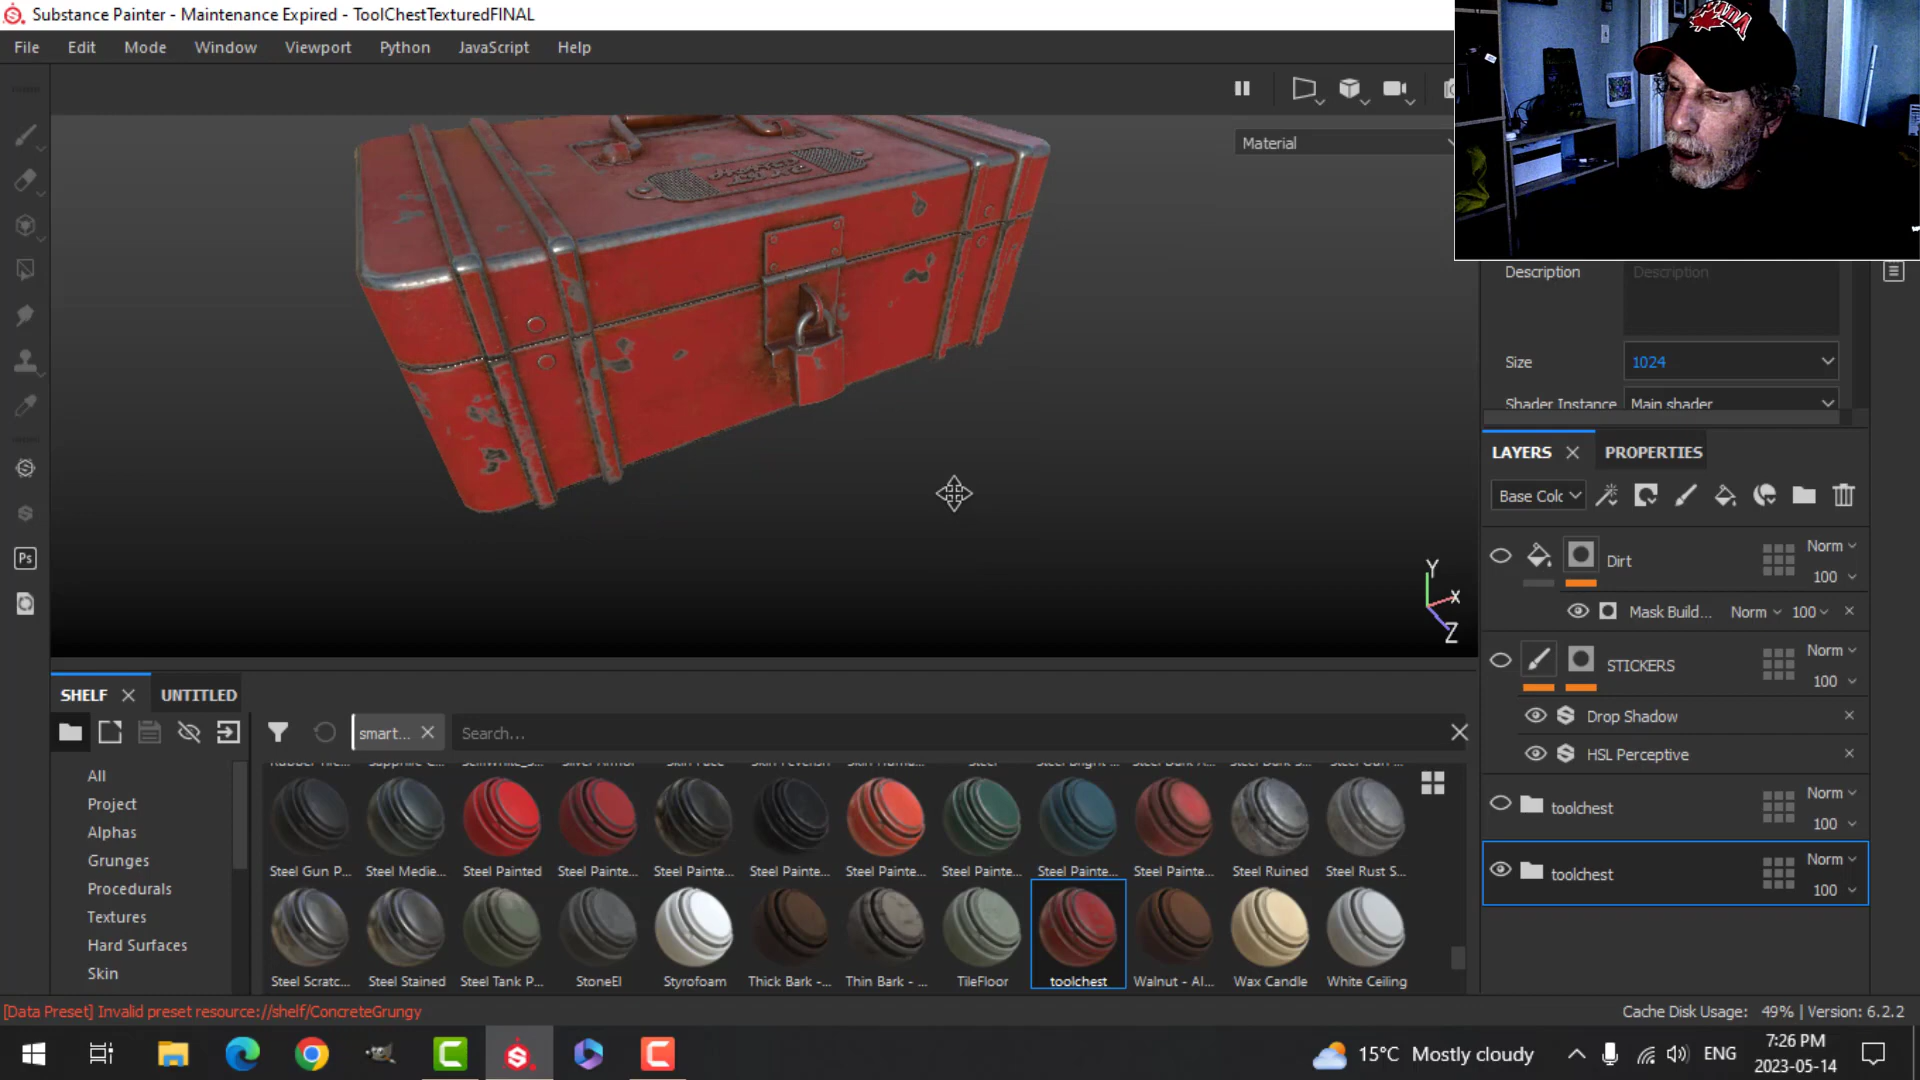 Substance Painter - Maintenance Expired - ToolChestTexturedFINAL
File Edit Mode Window Viewport Python JavaScript Help
Material
Description
Description
Size 1024
Shader Instance Main shader
LAYERS PROPERTIES
Base Colc
Dirt Norm 100
Mask Build... Norm 100
STICKERS Norm 100
Drop Shadow
HSL Perceptive
toolchest Norm 100
toolchest Norm 100
Y
X
Z
Ps
SHELF UNTITLED
smart... Search...
All
Project
Alphas
Grunges
Procedurals
Textures
Hard Surfaces
Skin
Steel Gun P... Steel Medie... Steel Painted Steel Painte... Steel Painte... Steel Painte... Steel Painte... Steel Painte... Steel Painte... Steel Painte... Steel Ruined Steel Rust S...
Steel Scratc... Steel Stained Steel Tank P... StoneEl Styrofoam Thick Bark -... Thin Bark - ... TileFloor toolchest Walnut - Al... Wax Candle White Ceiling
[Data Preset] Invalid preset resource://shelf/ConcreteGrungy
Cache Disk Usage: 49% | Version: 6.2.2
15°C Mostly cloudy
ENG
7:26 PM
2023-05-14